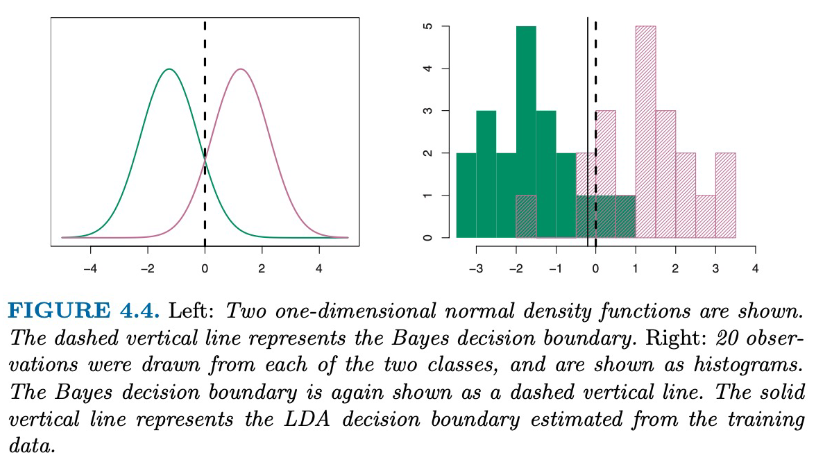 −4 −2 0 2 4
0 1 2 3 4 5
−3 −2 −1 0 1 2 3 4
FIGURE 4.4. Left: Two one-dimensional normal density functions are shown.
The dashed vertical line represents the Bayes decision boundary. Right: 20 obser-
vations were drawn from each of the two classes, and are shown as histograms.
The Bayes decision boundary is again shown as a dashed vertical line. The solid
vertical line represents the LDA decision boundary estimated from the training
data.